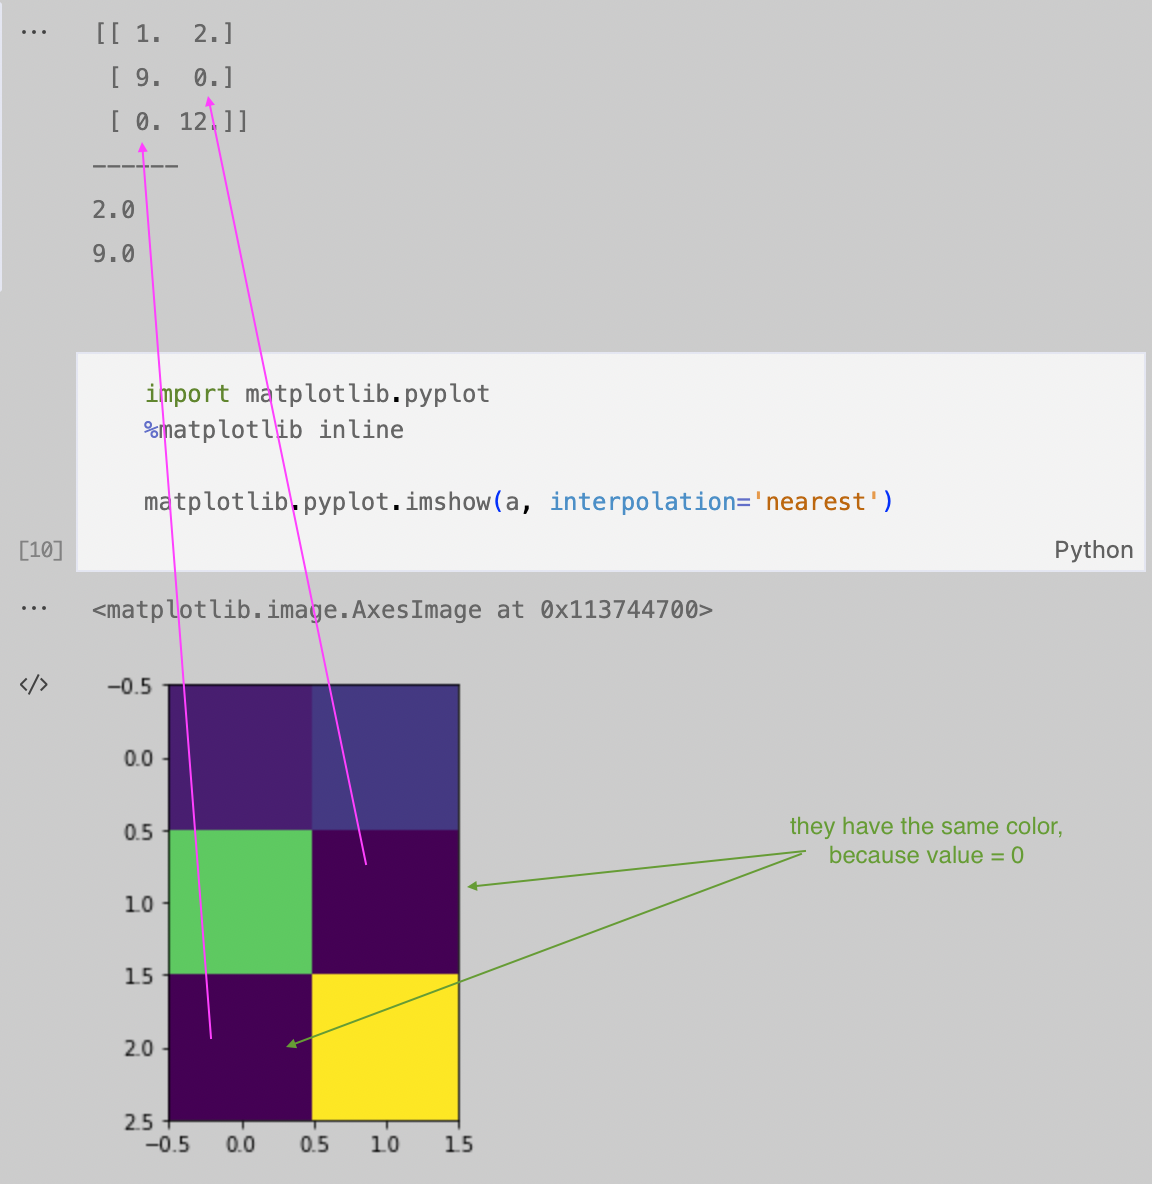 ...
[[ 1.  2.]
 [ 9.  0.]
 [ 0. 12.]]
——————
2.0
9.0
import matplotlib.pyplot
%matplotlib inline
matplotlib.pyplot.imshow(a, interpolation='nearest')
[10]
Python
...
<matplotlib.image.AxesImage at 0x113744700>
</>
−0.5
0.0
0.5
1.0
1.5
2.0
2.5
−0.5 0.0 0.5 1.0 1.5
they have the same color,
because value = 0